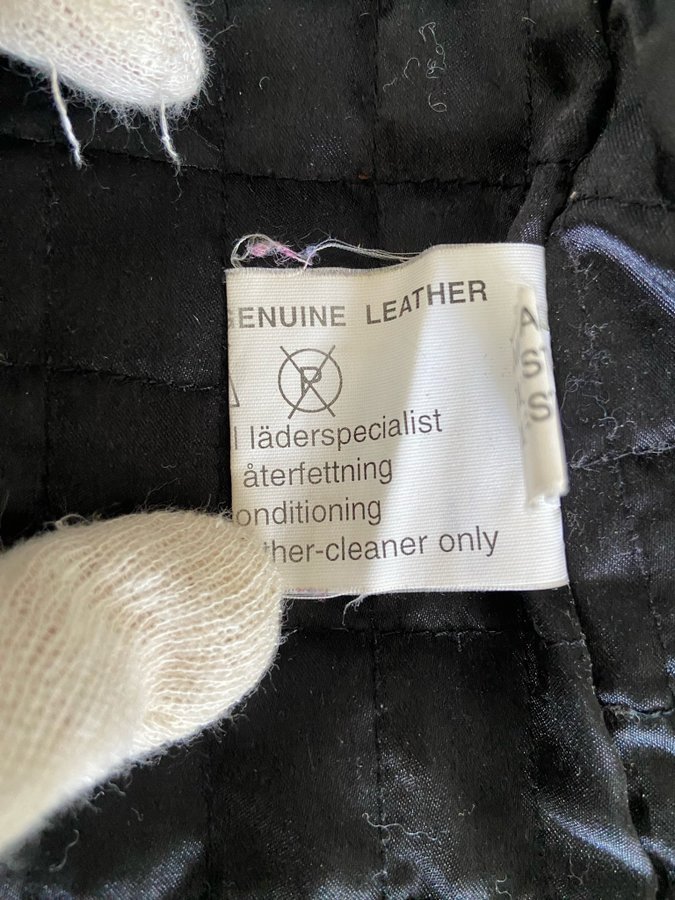 GENUINE LEATHER
P
läderspecialist
återfettning
onditioning
ther-cleaner only
A
S
S